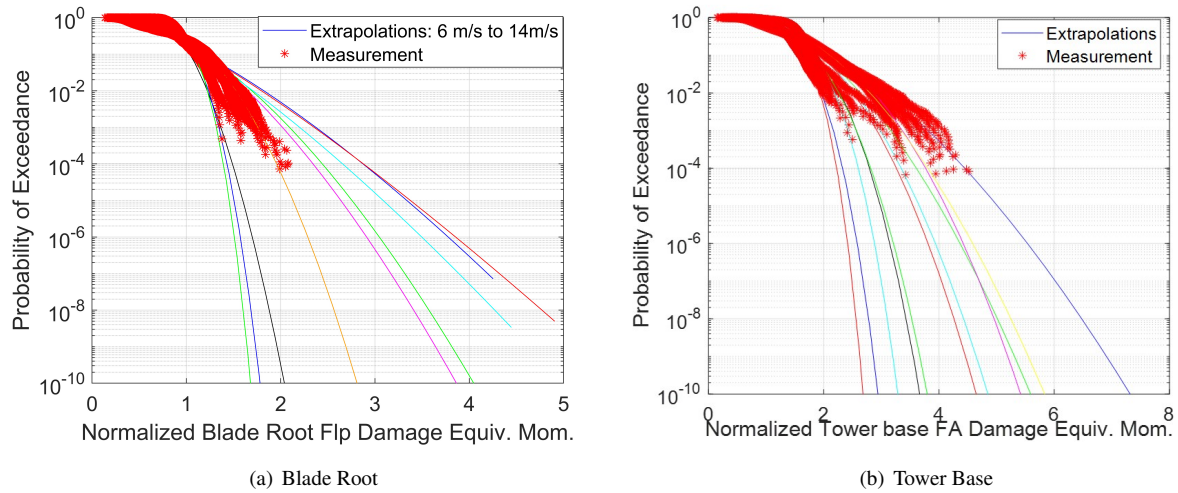 Extrapolations: 6 m/s to 14m/s
Measurement
Probability of Exceedance
10^0
10^-2
10^-4
10^-6
10^-8
10^-10
0 1 2 3 4 5
Normalized Blade Root Flp Damage Equiv. Mom.
(a) Blade Root
Extrapolations
Measurement
Probability of Exceedance
10^0
10^-2
10^-4
10^-6
10^-8
10^-10
0 2 4 6 8
Normalized Tower base FA Damage Equiv. Mom.
(b) Tower Base